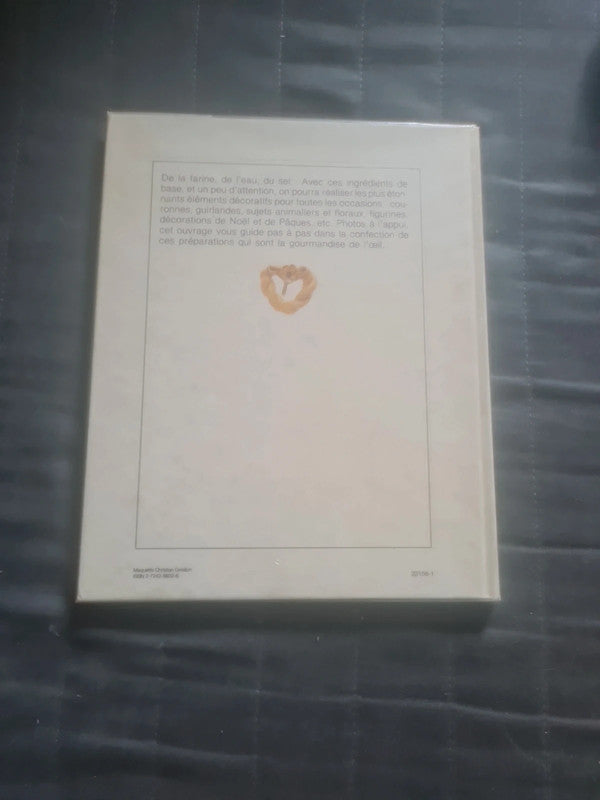 De la farine, de l'eau, du sel. Avec ces ingrédients de
base, et un peu d'attention, on pourra réaliser les plus éton
nants éléments décoratifs pour toutes les occasions : cou
ronnes, guirlandes, sujets animaliers et floraux, figurines,
décorations de Noël et de Pâques, etc. Photos à l'appui,
cet ouvrage vous guide pas à pas dans la confection de
ces préparations qui sont la gourmandise de l'œil.
Maquette Christian
ISBN